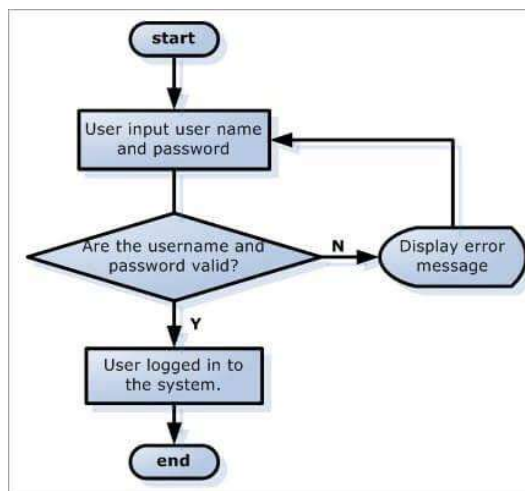 start
User input user name
and password
Are the username and
password valid?
N
Display error
message
Y
User logged in to
the system.
end